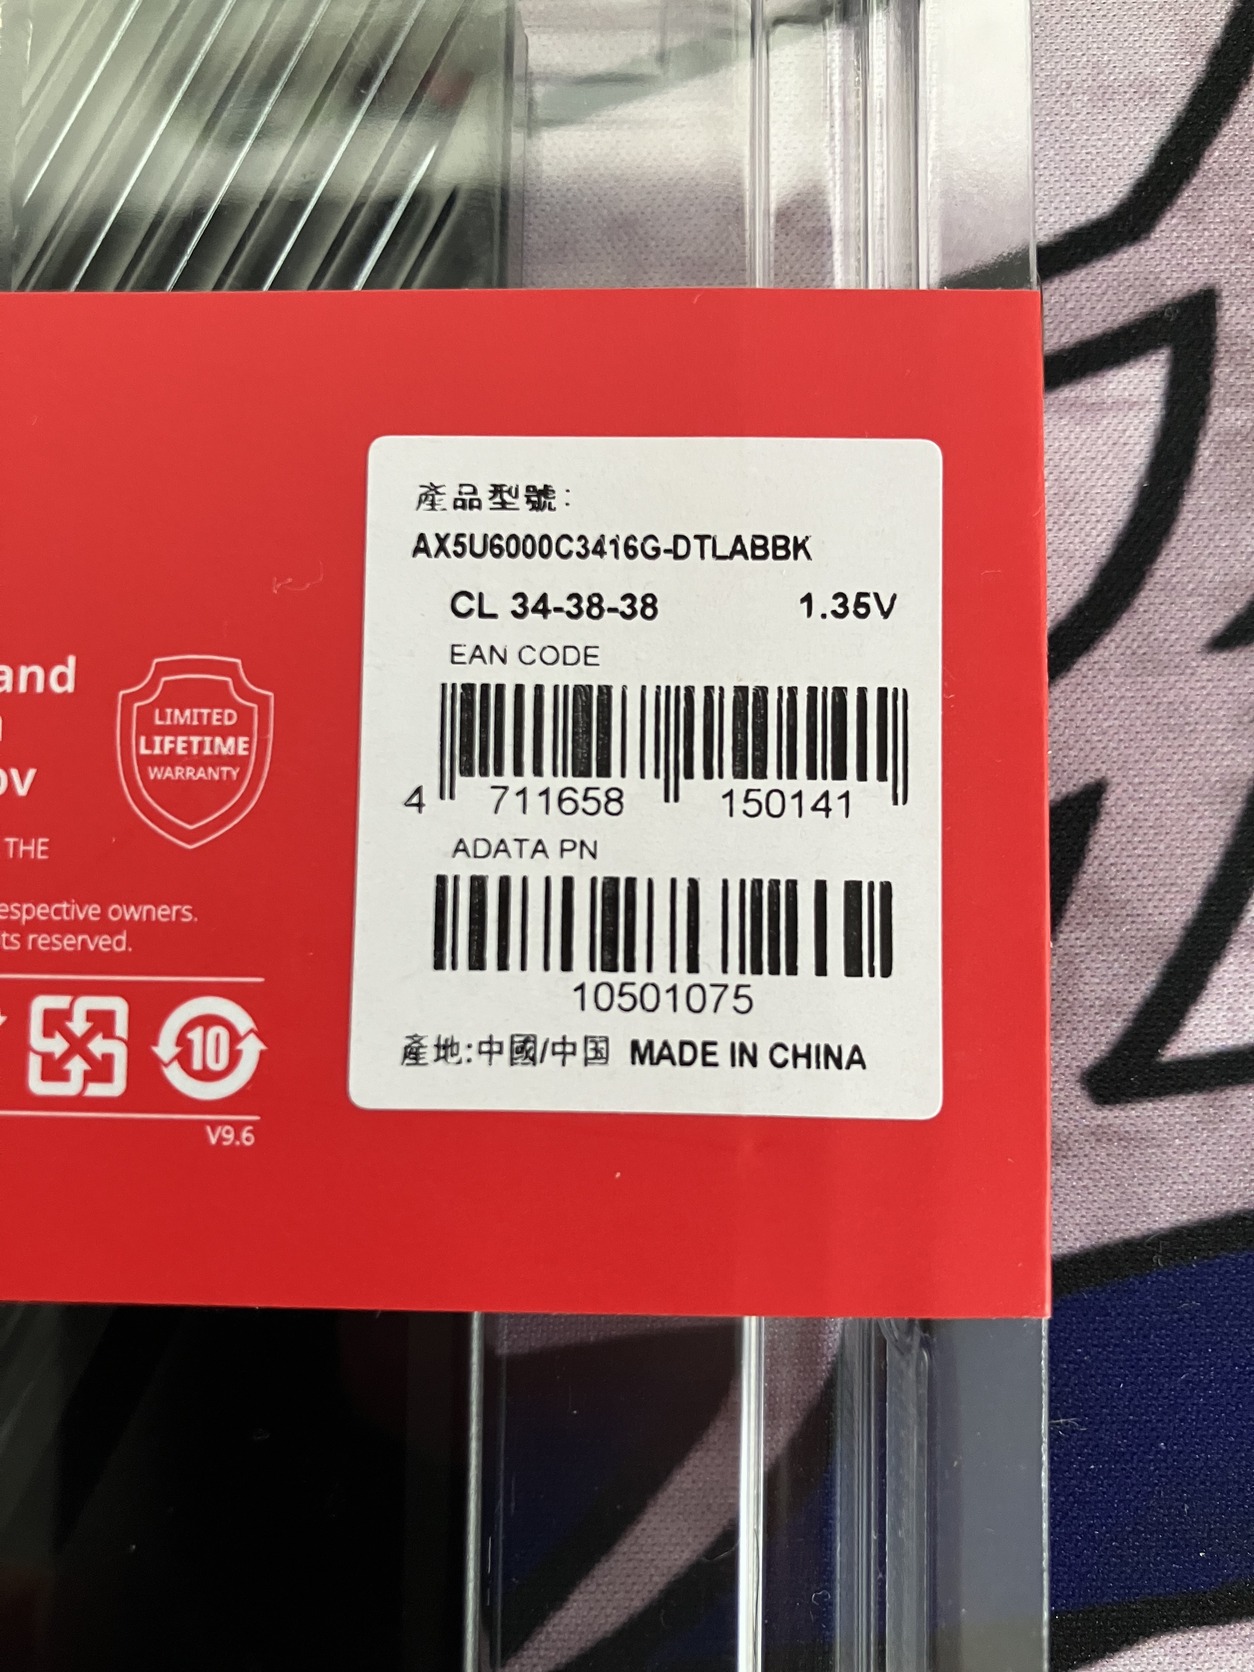 產品型號:
AX5U6000C3416G-DTLABBK
CL 34-38-38 1.35V
EAN CODE
4 711658 150141
ADATA PN
10501075
產地:中國/中国 MADE IN CHINA
and
LIMITED
LIFETIME
WARRANTY
THE
respective owners.
ts reserved.
10
V9.6